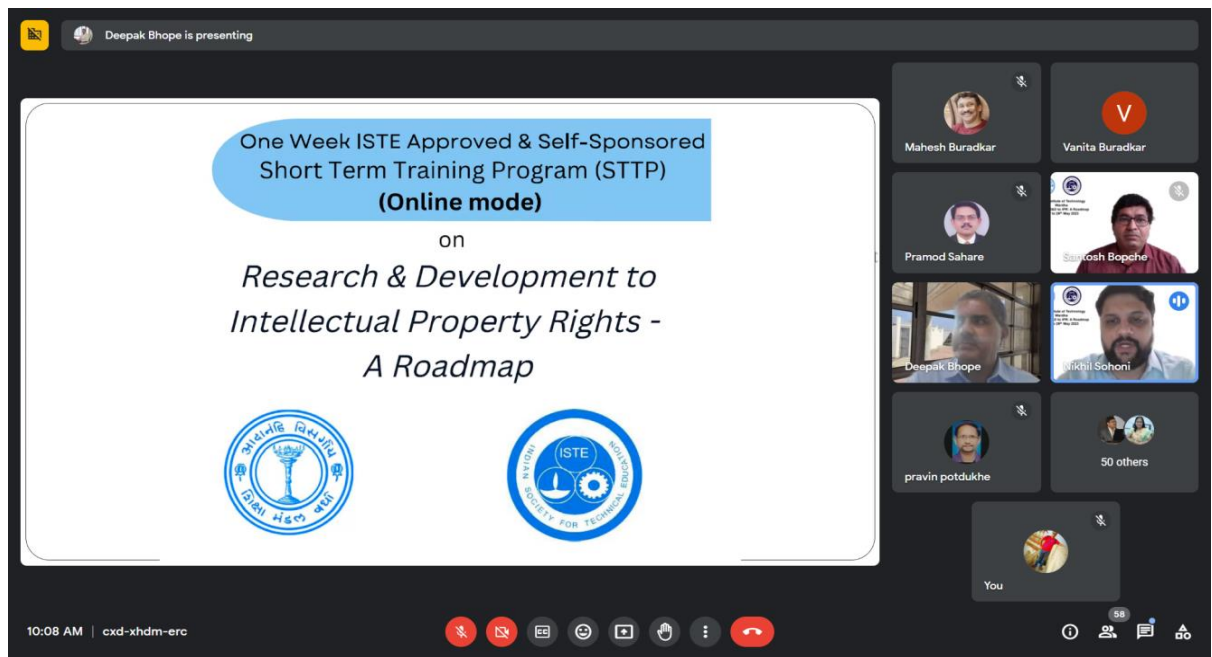 Deepak Bhope is presenting
One Week ISTE Approved & Self-Sponsored
Short Term Training Program (STTP)
(Online mode)
on
Research & Development to
Intellectual Property Rights -
A Roadmap
ISTE
INDIAN SOCIETY FOR TECHNICAL EDUCATION
Mahesh Buradkar
V
Vanita Buradkar
Pramod Sahare
Santosh Bopche
Deepak Bhope
Nikhil Sohoni
pravin potdukhe
50 others
You
10:08 AM | cxd-xhdm-erc
CC
58